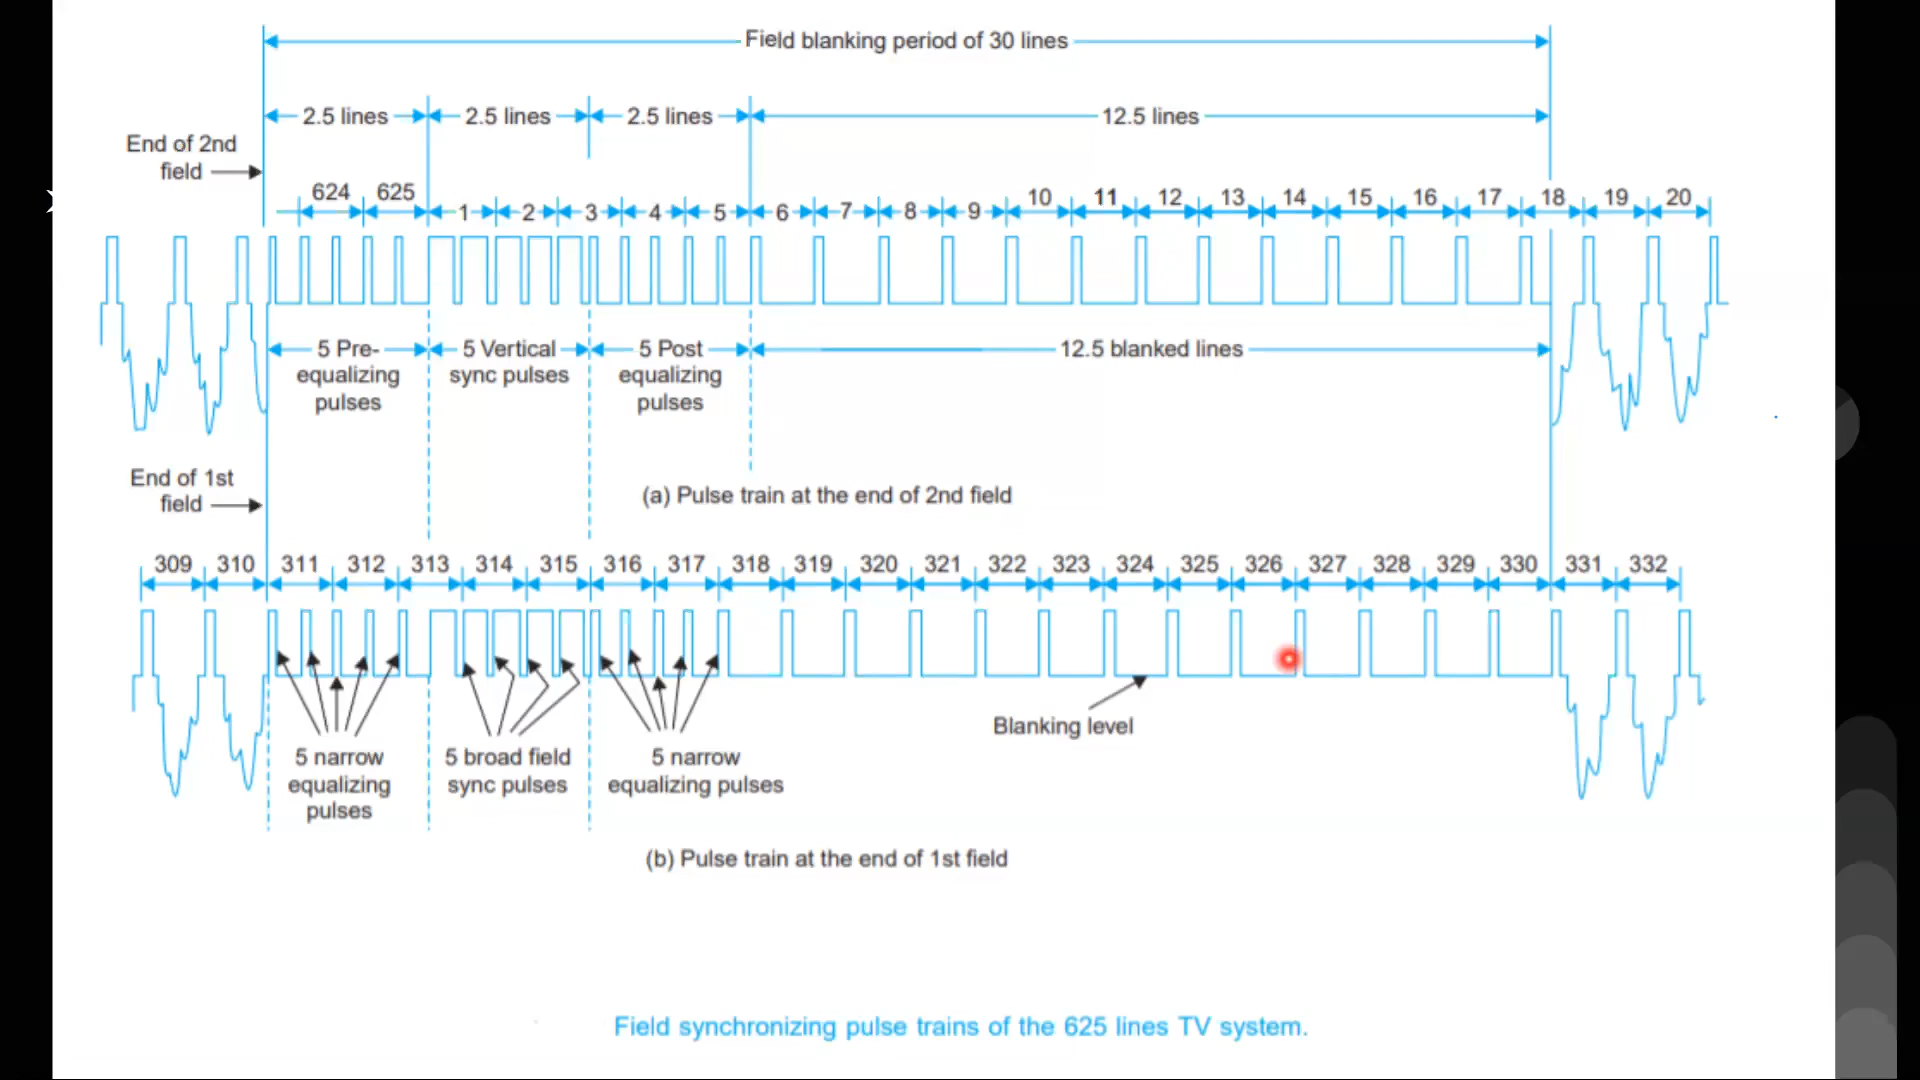 Field blanking period of 30 lines
2.5 lines 2.5 lines 2.5 lines 12.5 lines
End of 2nd
field
624 625 1 2 3 4 5 6 7 8 9 10 11 12 13 14 15 16 17 18 19 20
5 Pre-
equalizing
pulses
5 Vertical
sync pulses
5 Post
equalizing
pulses
12.5 blanked lines
End of 1st
field
(a) Pulse train at the end of 2nd field
309 310 311 312 313 314 315 316 317 318 319 320 321 322 323 324 325 326 327 328 329 330 331 332
Blanking level
5 narrow
equalizing
pulses
5 broad field
sync pulses
5 narrow
equalizing pulses
(b) Pulse train at the end of 1st field
Field synchronizing pulse trains of the 625 lines TV system.